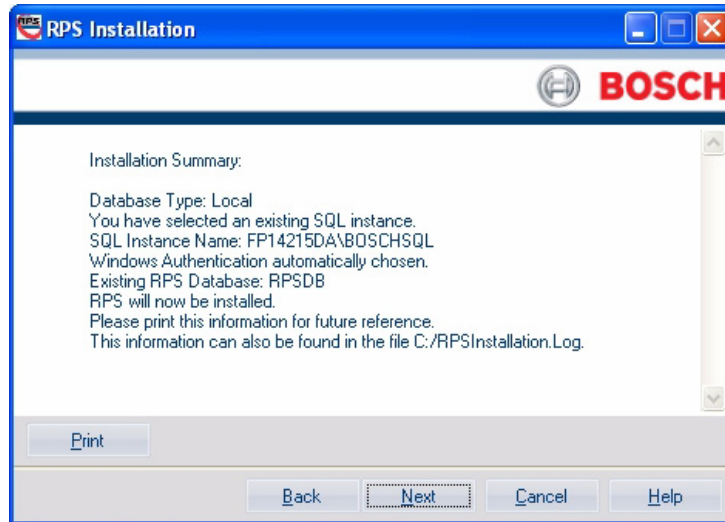 RPS RPS Installation
BOSCH
Installation Summary:
Database Type: Local
You have selected an existing SQL instance.
SQL Instance Name: FP14215DA\BOSCHSQL
Windows Authentication automatically chosen.
Existing RPS Database: RPSDB
RPS will now be installed.
Please print this information for future reference.
This information can also be found in the file C:/RPSInstallation.Log.
Print
Back Next Cancel Help